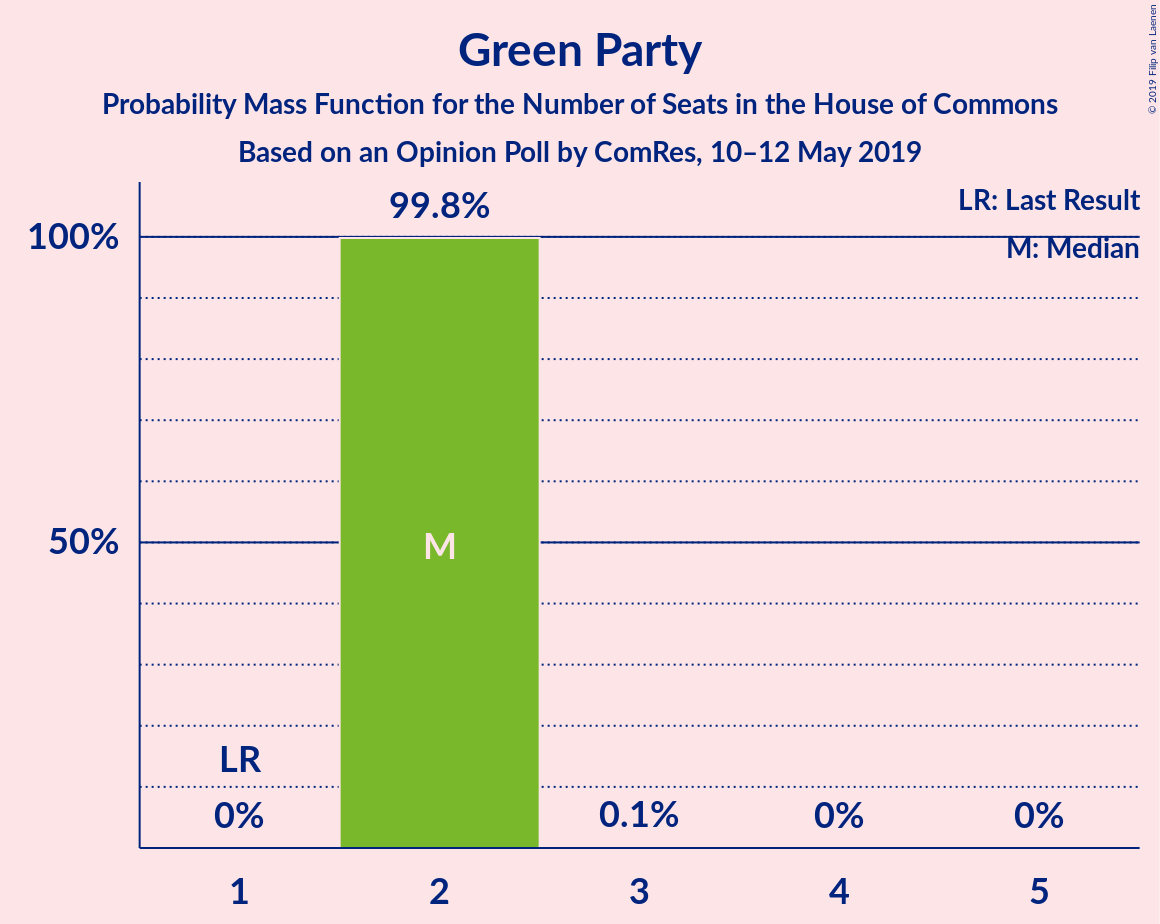 Green Party
Probability Mass Function for the Number of Seats in the House of Commons
Based on an Opinion Poll by ComRes, 10–12 May 2019
© 2019 Filip van Laenen
LR: Last Result
M: Median
99.8%
100%
50%
M
LR
0%
0.1%
0%
0%
1
2
3
4
5